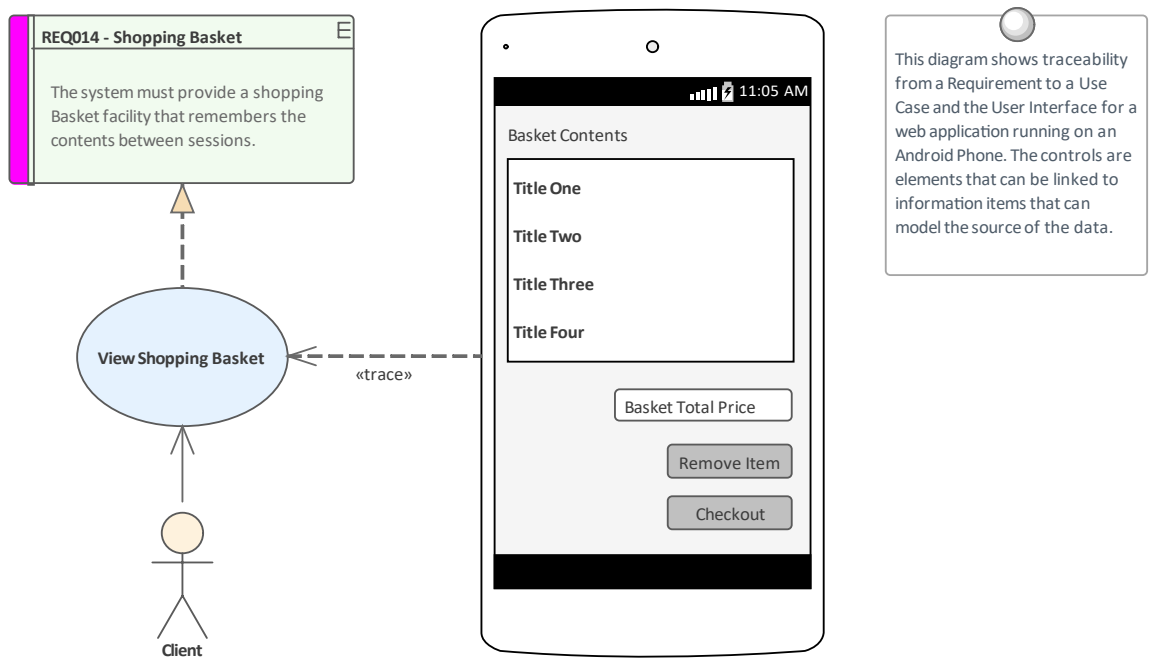 REQ014 - Shopping Basket
E
The system must provide a shopping
Basket facility that remembers the
contents between sessions.
View Shopping Basket
«trace»
Client
11:05 AM
Basket Contents
Title One
Title Two
Title Three
Title Four
Basket Total Price
Remove Item
Checkout
This diagram shows traceability
from a Requirement to a Use
Case and the User Interface for a
web application running on an
Android Phone. The controls are
elements that can be linked to
information items that can
model the source of the data.